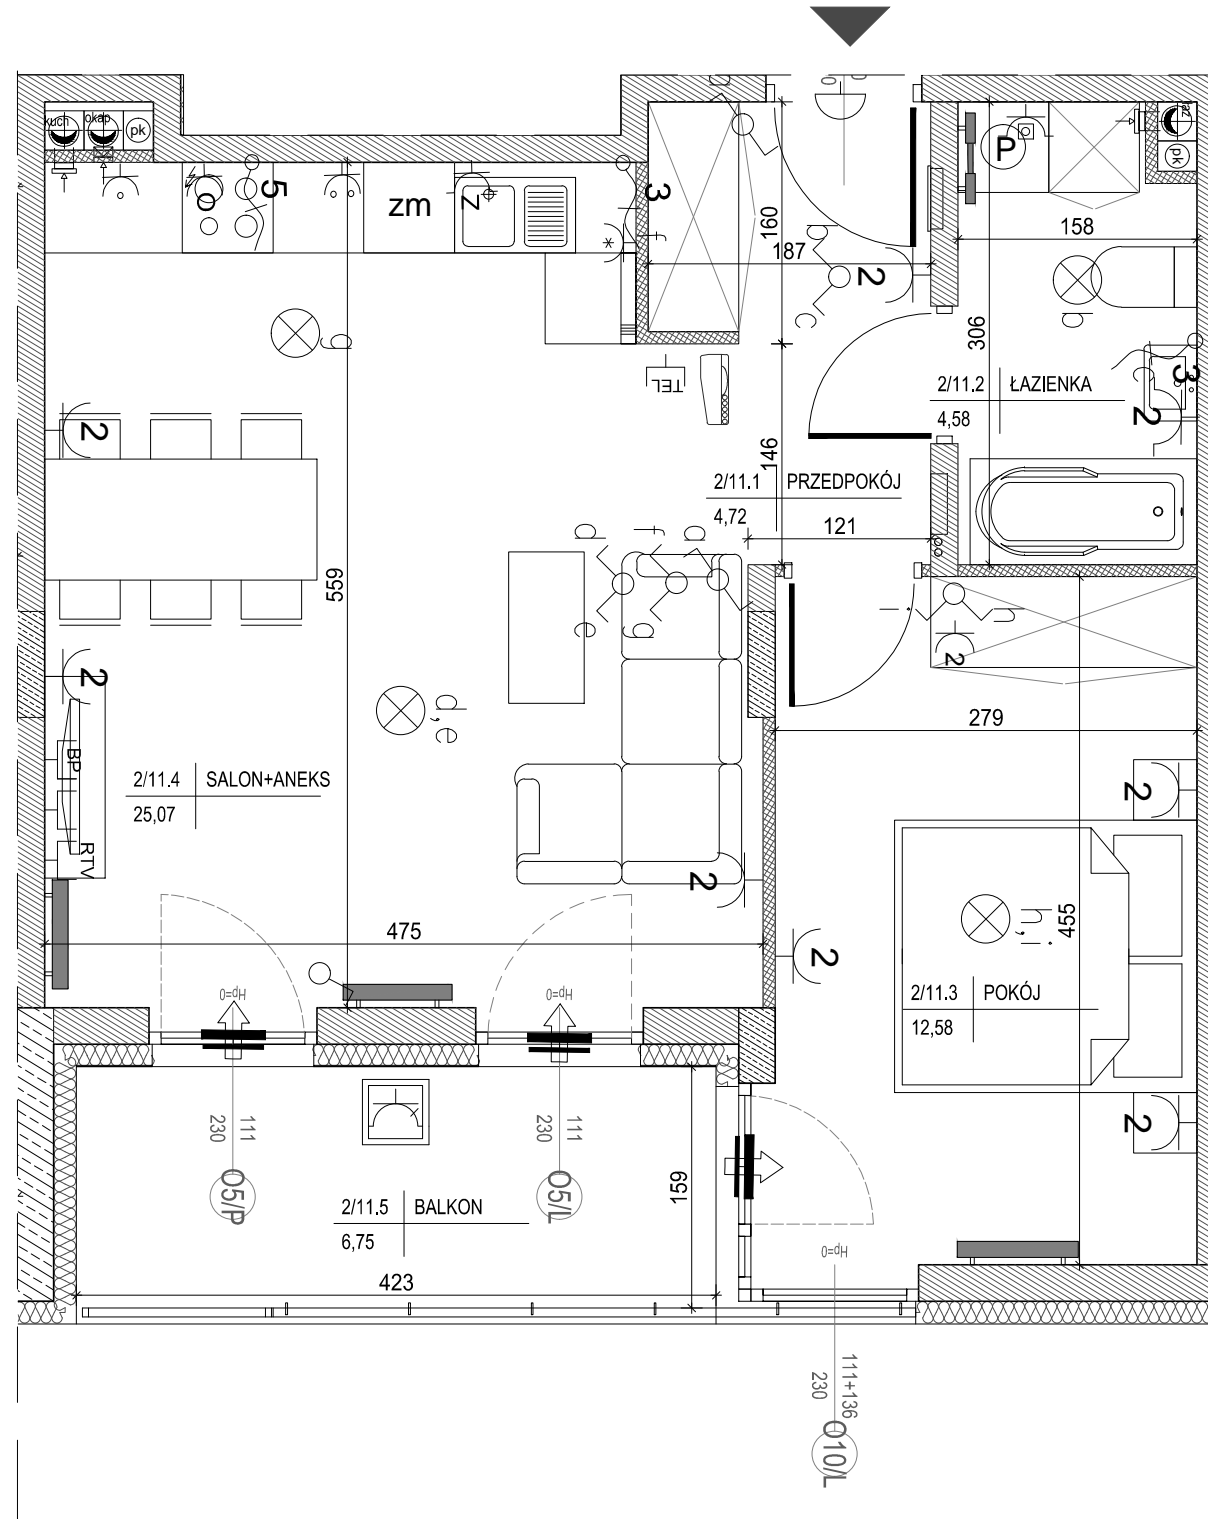 kuch
okap
pk
łaz
pk
P
5
zm
z
3
f
*
160
187
158
a
b
c
2
306
b
g
TEL
3
c
2
2/11.2 ŁAZIENKA
4,58
2
146
2/11.1 PRZEDPOKÓJ
4,72
121
559
d
f
a
e
g
i
h
2
2
279
d,e
BP
2/11.4 SALON+ANEKS
25,07
RTV
2
2
475
h,i
455
2
2/11.3 POKÓJ
12,58
Hp=0
Hp=0
2
111
230
O5/P
111
230
O5/L
159
2/11.5 BALKON
6,75
423
Hp=0
111+136
230
O10/L